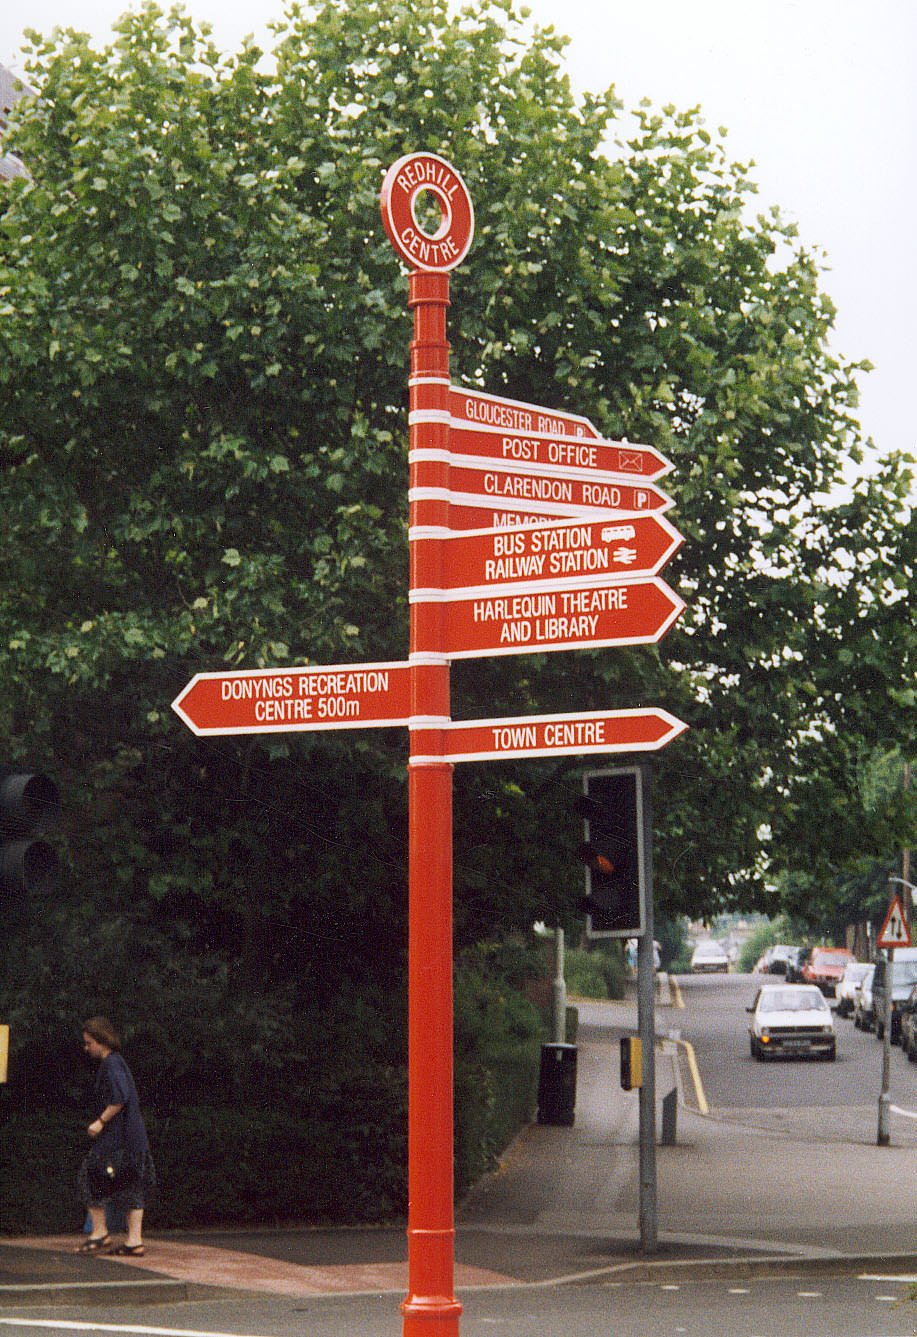 REDHILL
CENTRE
GLOUCESTER ROAD P
POST OFFICE
CLARENDON ROAD P
BUS STATION
RAILWAY STATION
HARLEQUIN THEATRE
AND LIBRARY
DONYNGS RECREATION
CENTRE 500m
TOWN CENTRE